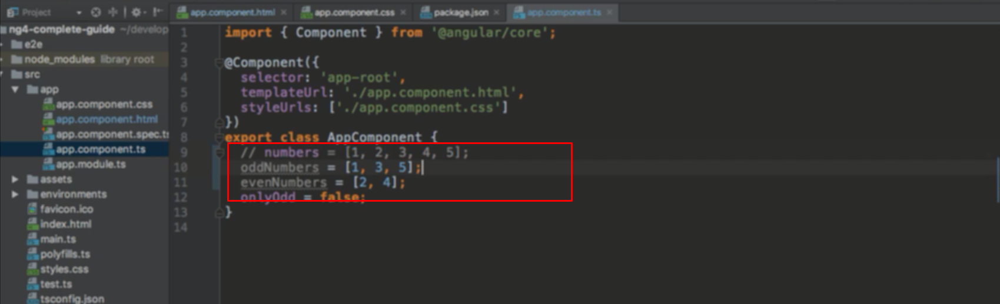 Project
app.component.html
app.component.css
package.json
app.component.ts
ng4-complete-guide ~/develop
e2e
node_modules library root
src
app
app.component.css
app.component.html
app.component.spec.ts
app.component.ts
app.module.ts
assets
environments
favicon.ico
index.html
main.ts
polyfills.ts
styles.css
test.ts
tsconfig.json
1 import { Component } from '@angular/core';
2
3 @Component({
4 selector: 'app-root',
5 templateUrl: './app.component.html',
6 styleUrls: ['./app.component.css']
7 })
8 export class AppComponent {
9 // numbers = [1, 2, 3, 4, 5];
10 oddNumbers = [1, 3, 5];
11 evenNumbers = [2, 4];
12 onlyOdd = false;
13 }
14